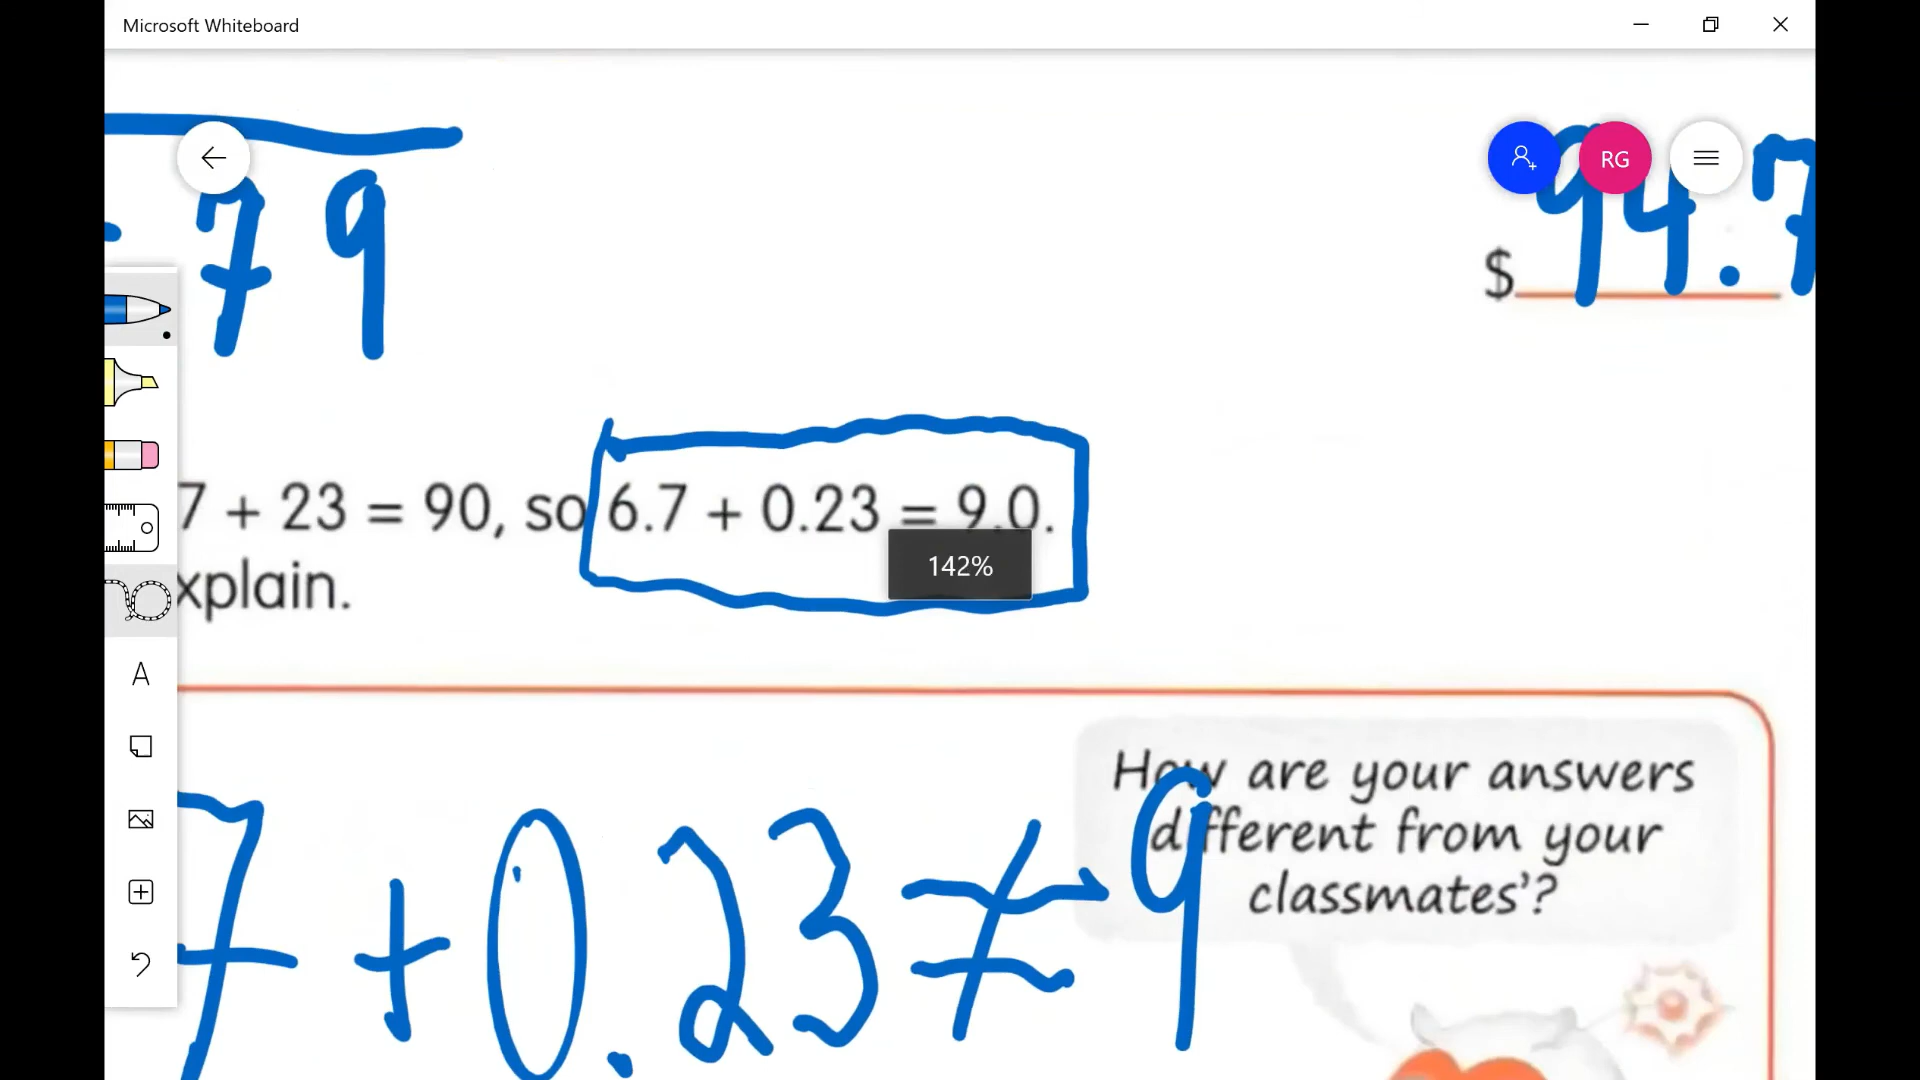 Microsoft Whiteboard
RG
. 79
$94.7
7 + 23 = 90, so 6.7 + 0.23 = 9.0.
142%
xplain.
A
How are your answers
different from your
classmates'?
7 + 0.23 ≠ 9